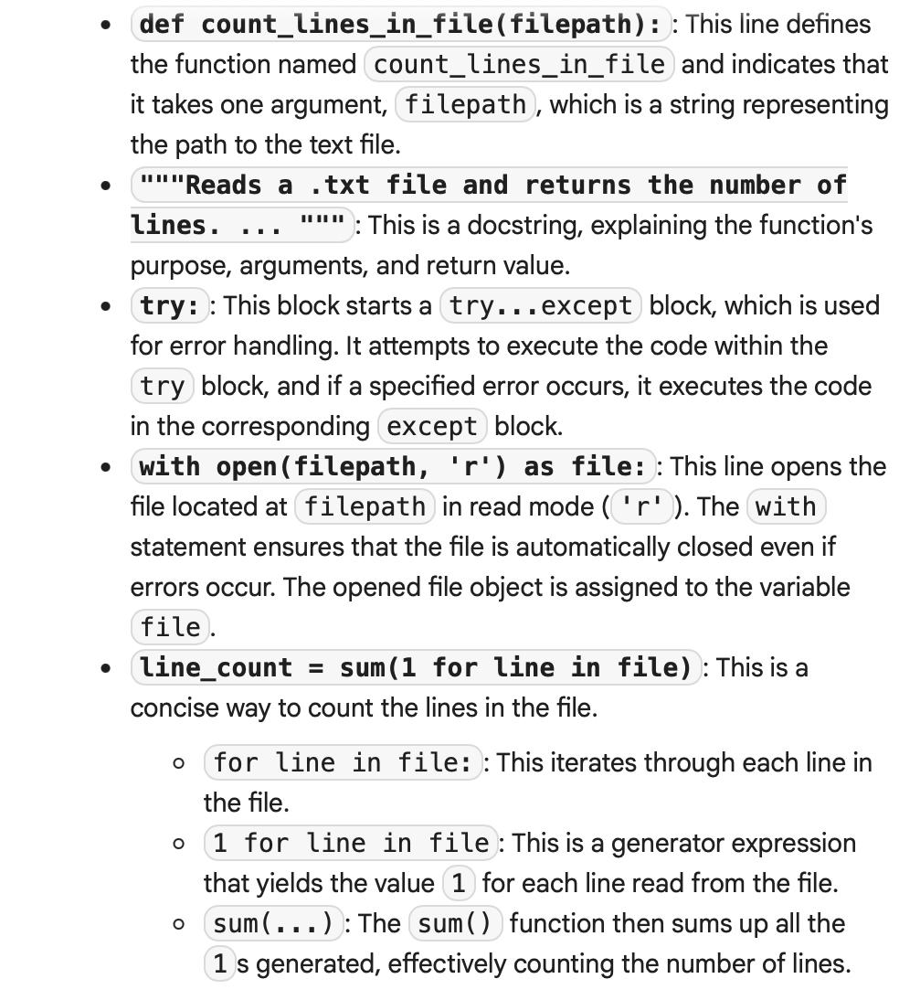 • def count_lines_in_file(filepath): : This line defines
the function named count_lines_in_file and indicates that
it takes one argument, filepath, which is a string representing
the path to the text file.
• """Reads a .txt file and returns the number of
lines. ... """: This is a docstring, explaining the function's
purpose, arguments, and return value.
• try: : This block starts a try...except block, which is used
for error handling. It attempts to execute the code within the
try block, and if a specified error occurs, it executes the code
in the corresponding except block.
• with open(filepath, 'r') as file: : This line opens the
file located at filepath in read mode ('r'). The with
statement ensures that the file is automatically closed even if
errors occur. The opened file object is assigned to the variable
file.
• line_count = sum(1 for line in file): This is a
concise way to count the lines in the file.
○ for line in file: : This iterates through each line in
the file.
○ 1 for line in file: This is a generator expression
that yields the value 1 for each line read from the file.
○ sum(...): The sum() function then sums up all the
1s generated, effectively counting the number of lines.